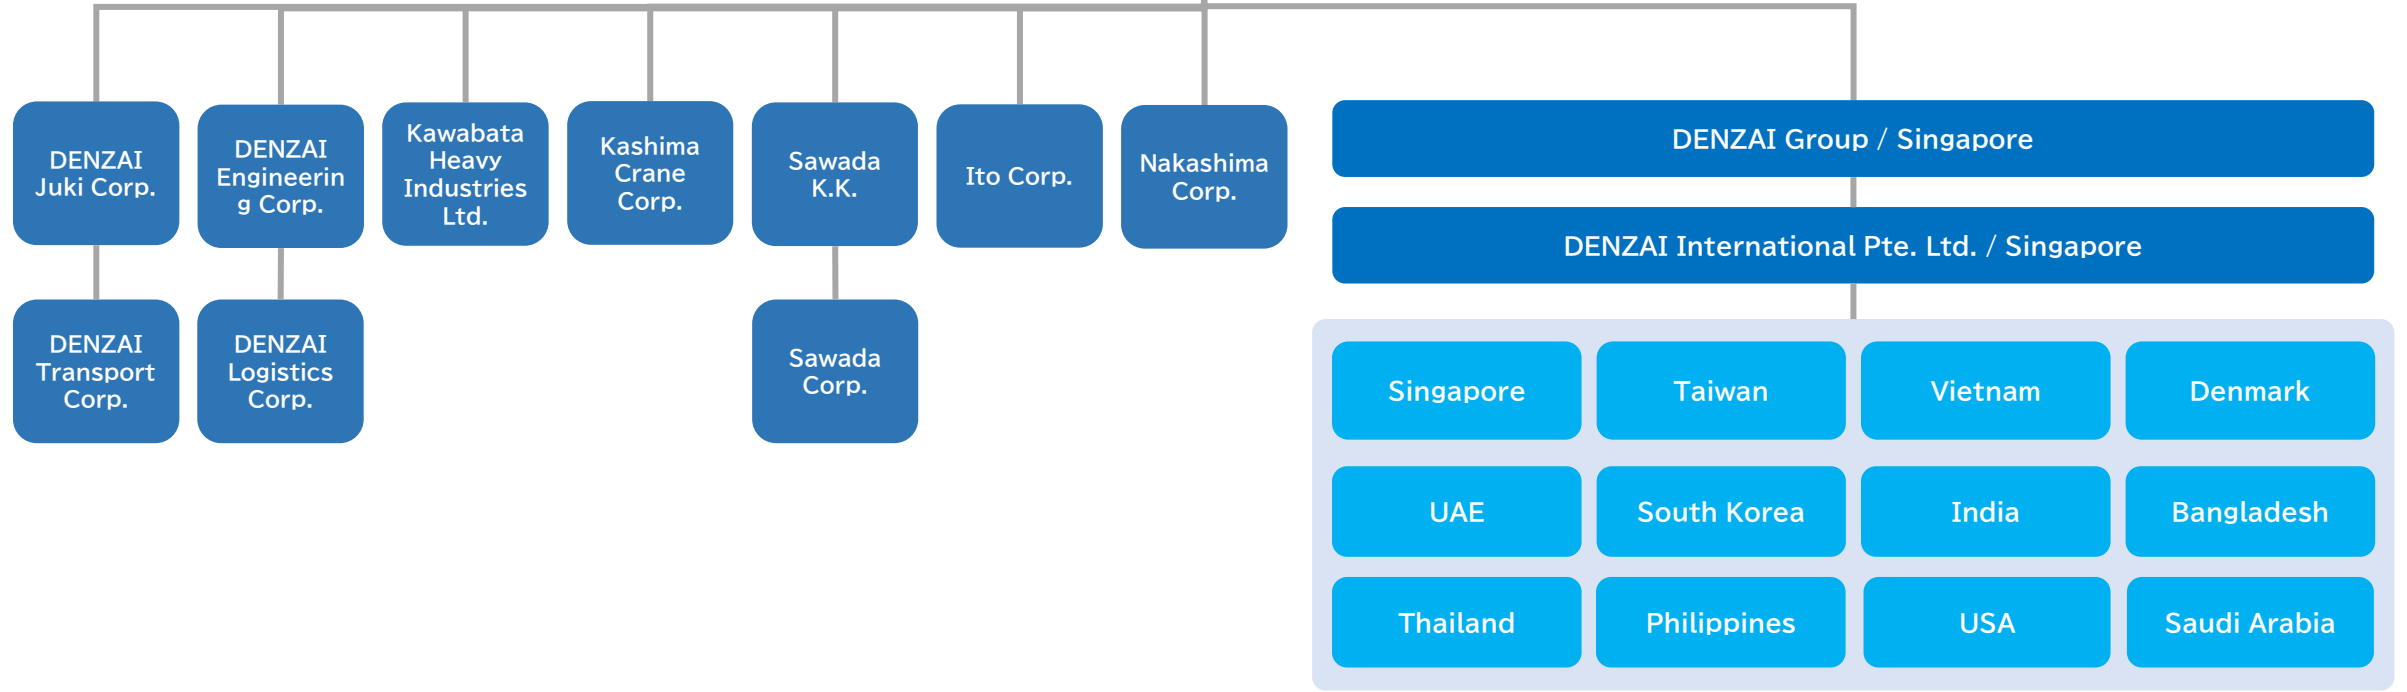 DENZAI
Juki Corp.
DENZAI
Engineerin
g Corp.
Kawabata
Heavy
Industries
Ltd.
Kashima
Crane
Corp.
Sawada
K.K.
Ito Corp.
Nakashima
Corp.
DENZAI Group / Singapore
DENZAI International Pte. Ltd. / Singapore
DENZAI
Transport
Corp.
DENZAI
Logistics
Corp.
Sawada
Corp.
Singapore
Taiwan
Vietnam
Denmark
UAE
South Korea
India
Bangladesh
Thailand
Philippines
USA
Saudi Arabia